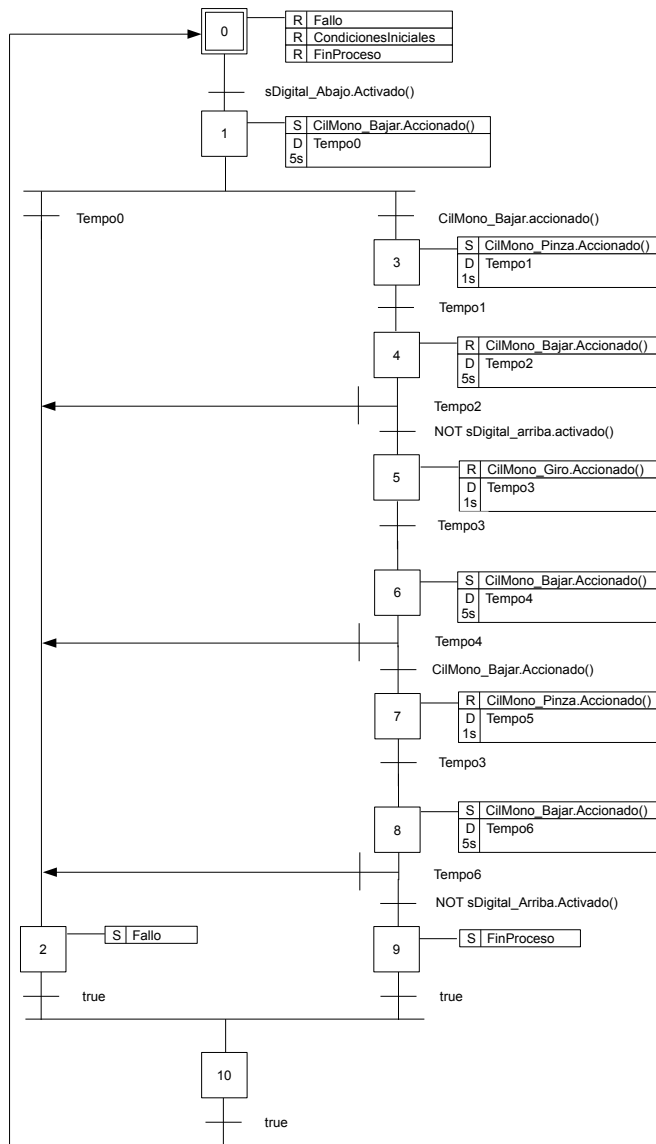 0
R Fallo
R CondicionesIniciales
R FinProceso
sDigital_Abajo.Activado()
1
S CilMono_Bajar.Accionado()
D Tempo0
5s
Tempo0
CilMono_Bajar.accionado()
3
S CilMono_Pinza.Accionado()
D Tempo1
1s
Tempo1
4
R CilMono_Bajar.Accionado()
D Tempo2
5s
Tempo2
NOT sDigital_arriba.activado()
5
R CilMono_Giro.Accionado()
D Tempo3
1s
Tempo3
6
S CilMono_Bajar.Accionado()
D Tempo4
5s
Tempo4
CilMono_Bajar.Accionado()
7
R CilMono_Pinza.Accionado()
D Tempo5
1s
Tempo3
8
S CilMono_Bajar.Accionado()
D Tempo6
5s
Tempo6
NOT sDigital_Arriba.Activado()
2
S Fallo
9
S FinProceso
true
true
10
true